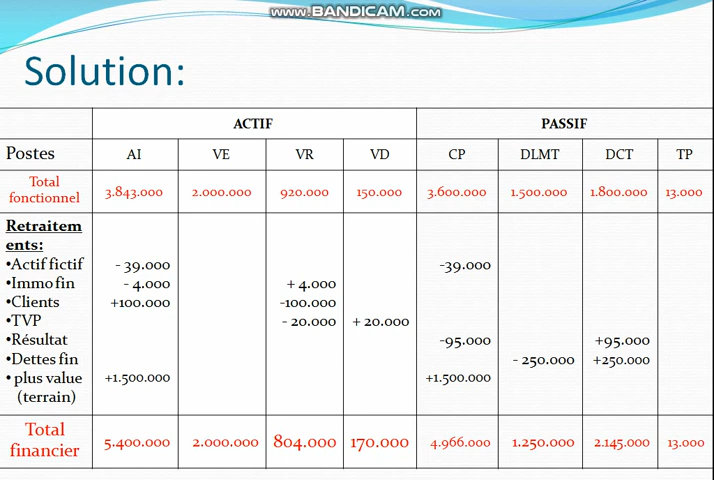 www.BANDICAM.com
Solution:
ACTIF PASSIF
Postes AI VE VR VD CP DLMT DCT TP
Total
fonctionnel 3.843.000 2.000.000 920.000 150.000 3.600.000 1.500.000 1.800.000 13.000
Retraitem
ents:
•Actif fictif - 39.000 -39.000
•Immo fin - 4.000 + 4.000
•Clients +100.000 -100.000
•TVP - 20.000 + 20.000
•Résultat -95.000 +95.000
•Dettes fin - 250.000 +250.000
• plus value +1.500.000 +1.500.000
(terrain)
Total
financier 5.400.000 2.000.000 804.000 170.000 4.966.000 1.250.000 2.145.000 13.000